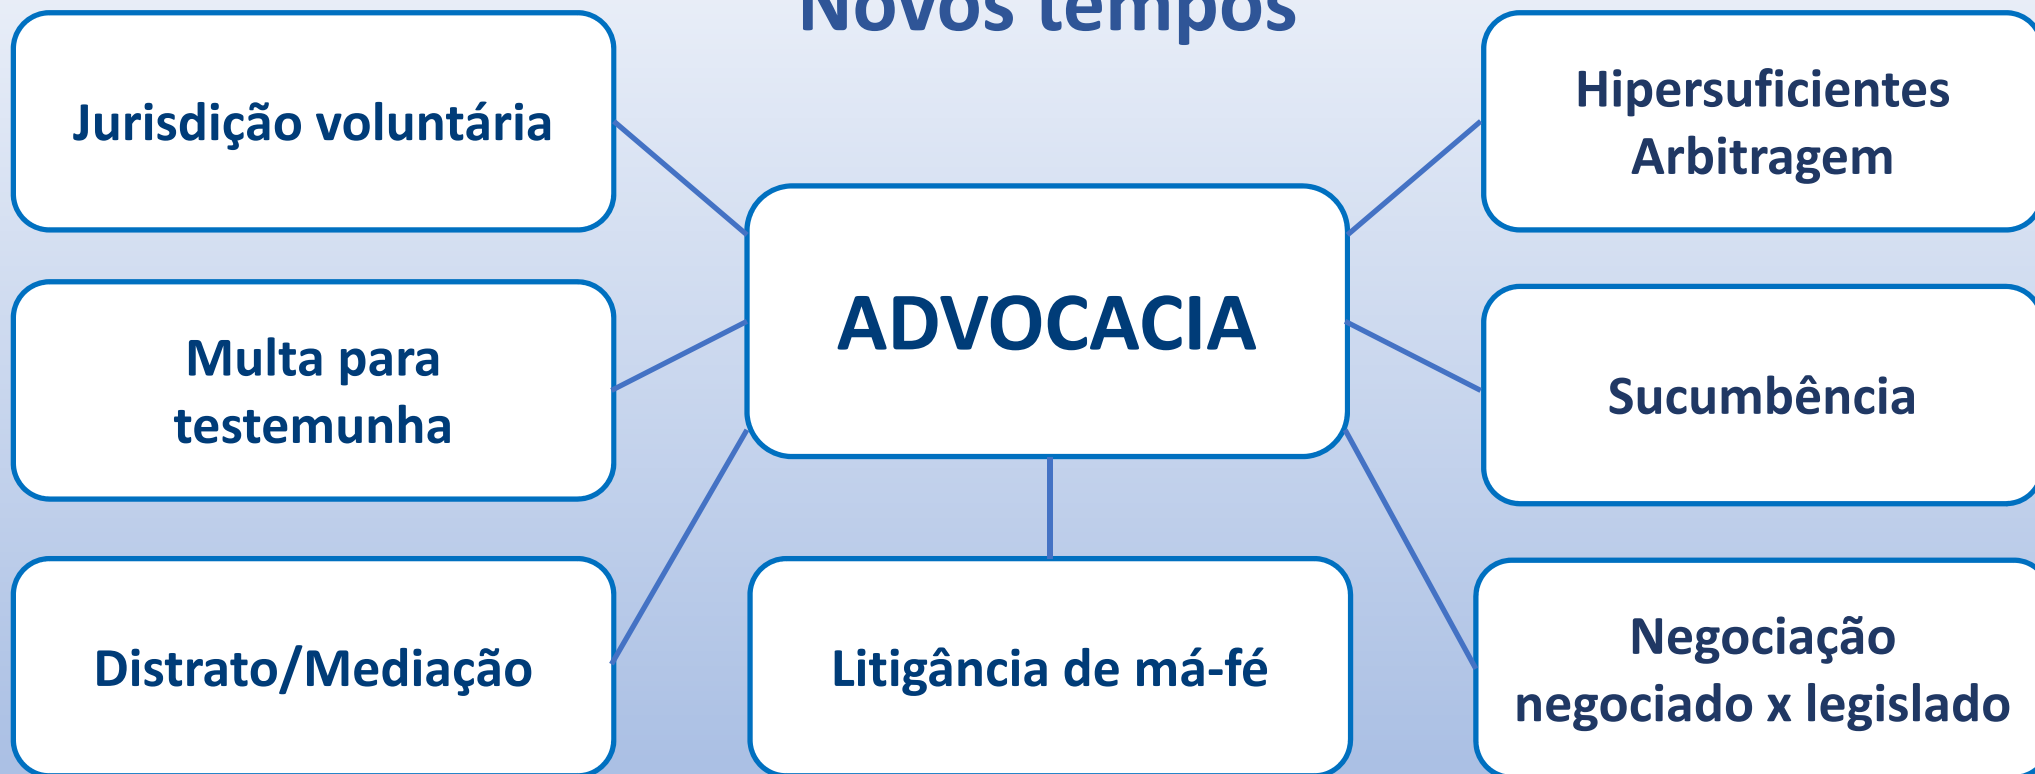 Novos tempos
Jurisdição voluntária
Hipersuficientes
Arbitragem
ADVOCACIA
Multa para
testemunha
Sucumbência
Distrato/Mediação
Litigância de má-fé
Negociação
negociado x legislado